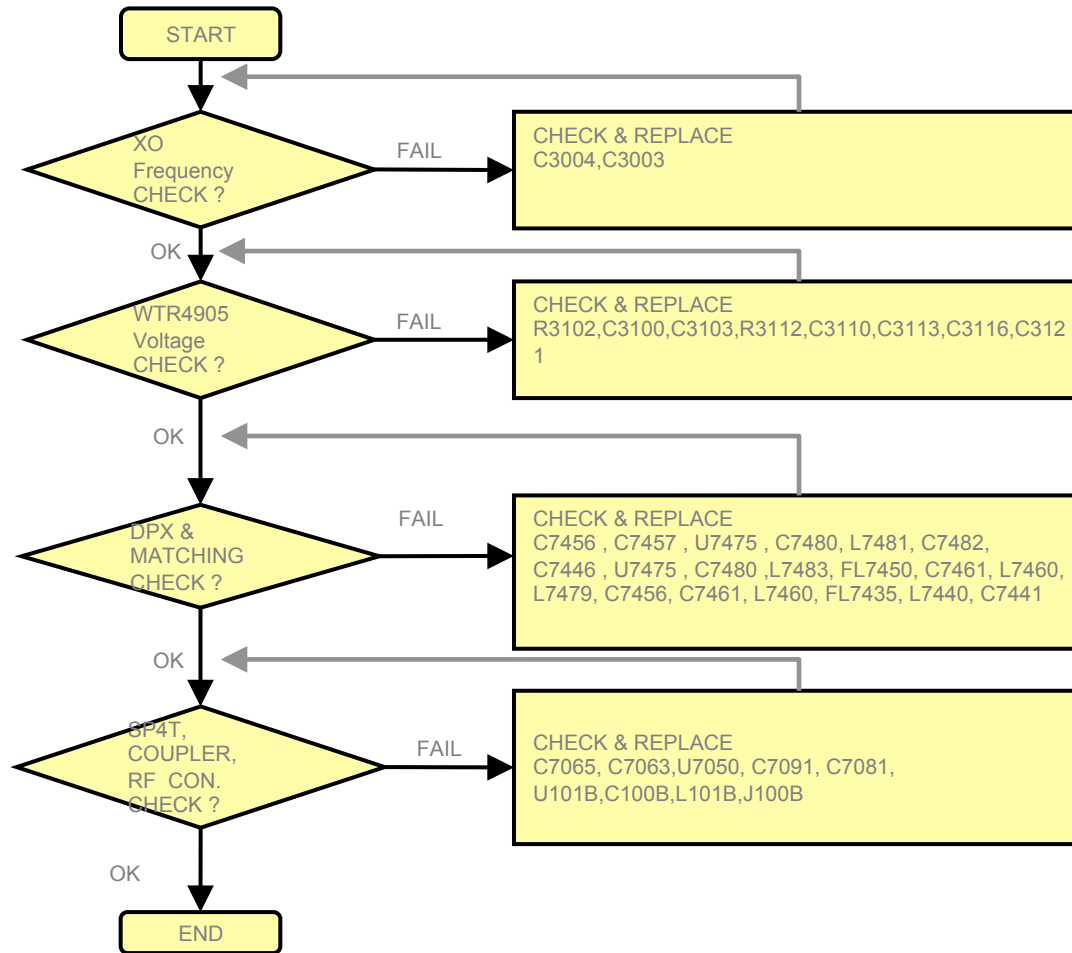 START
XO
Frequency
CHECK ?
FAIL
CHECK & REPLACE
C3004,C3003
OK
WTR4905
Voltage
CHECK ?
FAIL
CHECK & REPLACE
R3102,C3100,C3103,R3112,C3110,C3113,C3116,C312
1
OK
DPX &
MATCHING
CHECK ?
FAIL
CHECK & REPLACE
C7456 , C7457 , U7475 , C7480, L7481, C7482,
C7446 , U7475 , C7480 ,L7483, FL7450, C7461, L7460,
L7479, C7456, C7461, L7460, FL7435, L7440, C7441
OK
SP4T,
COUPLER,
RF CON.
CHECK ?
FAIL
CHECK & REPLACE
C7065, C7063,U7050, C7091, C7081,
U101B,C100B,L101B,J100B
OK
END